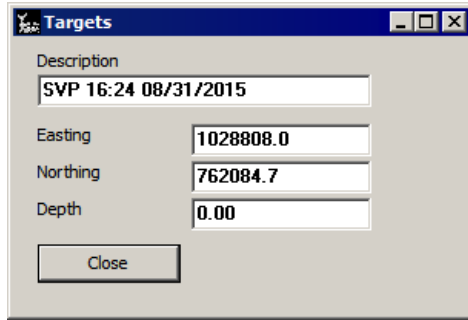 Targets
Description
SVP 16:24 08/31/2015
Easting 1028808.0
Northing 762084.7
Depth 0.00
Close